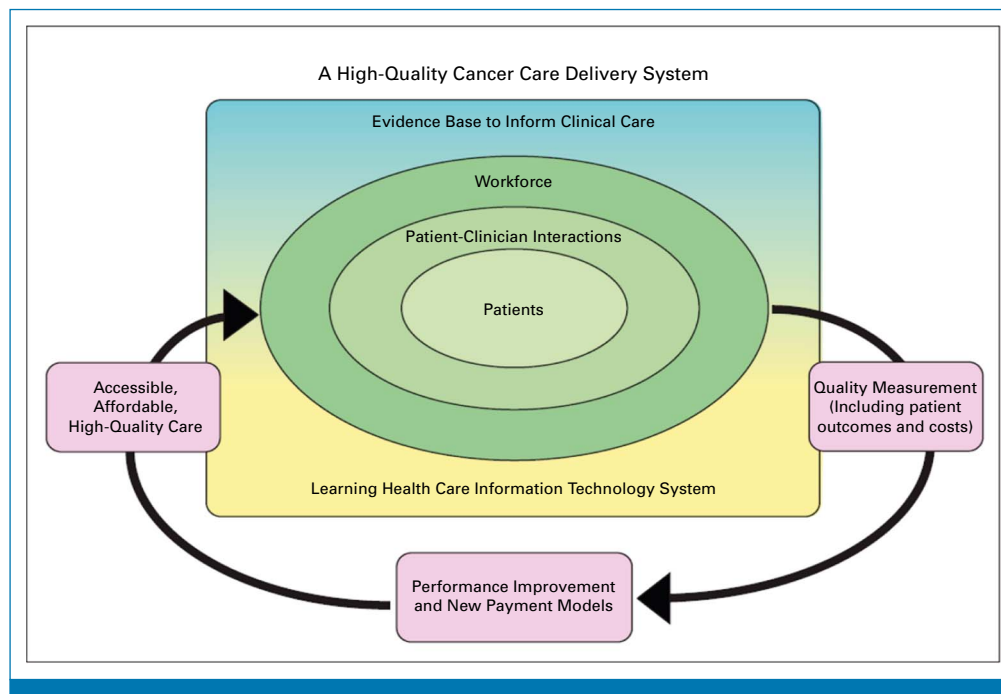 A High-Quality Cancer Care Delivery System
Evidence Base to Inform Clinical Care
Workforce
Patient-Clinician Interactions
Patients
Accessible,
Affordable,
High-Quality Care
Quality Measurement
(Including patient
outcomes and costs)
Learning Health Care Information Technology System
Performance Improvement
and New Payment Models